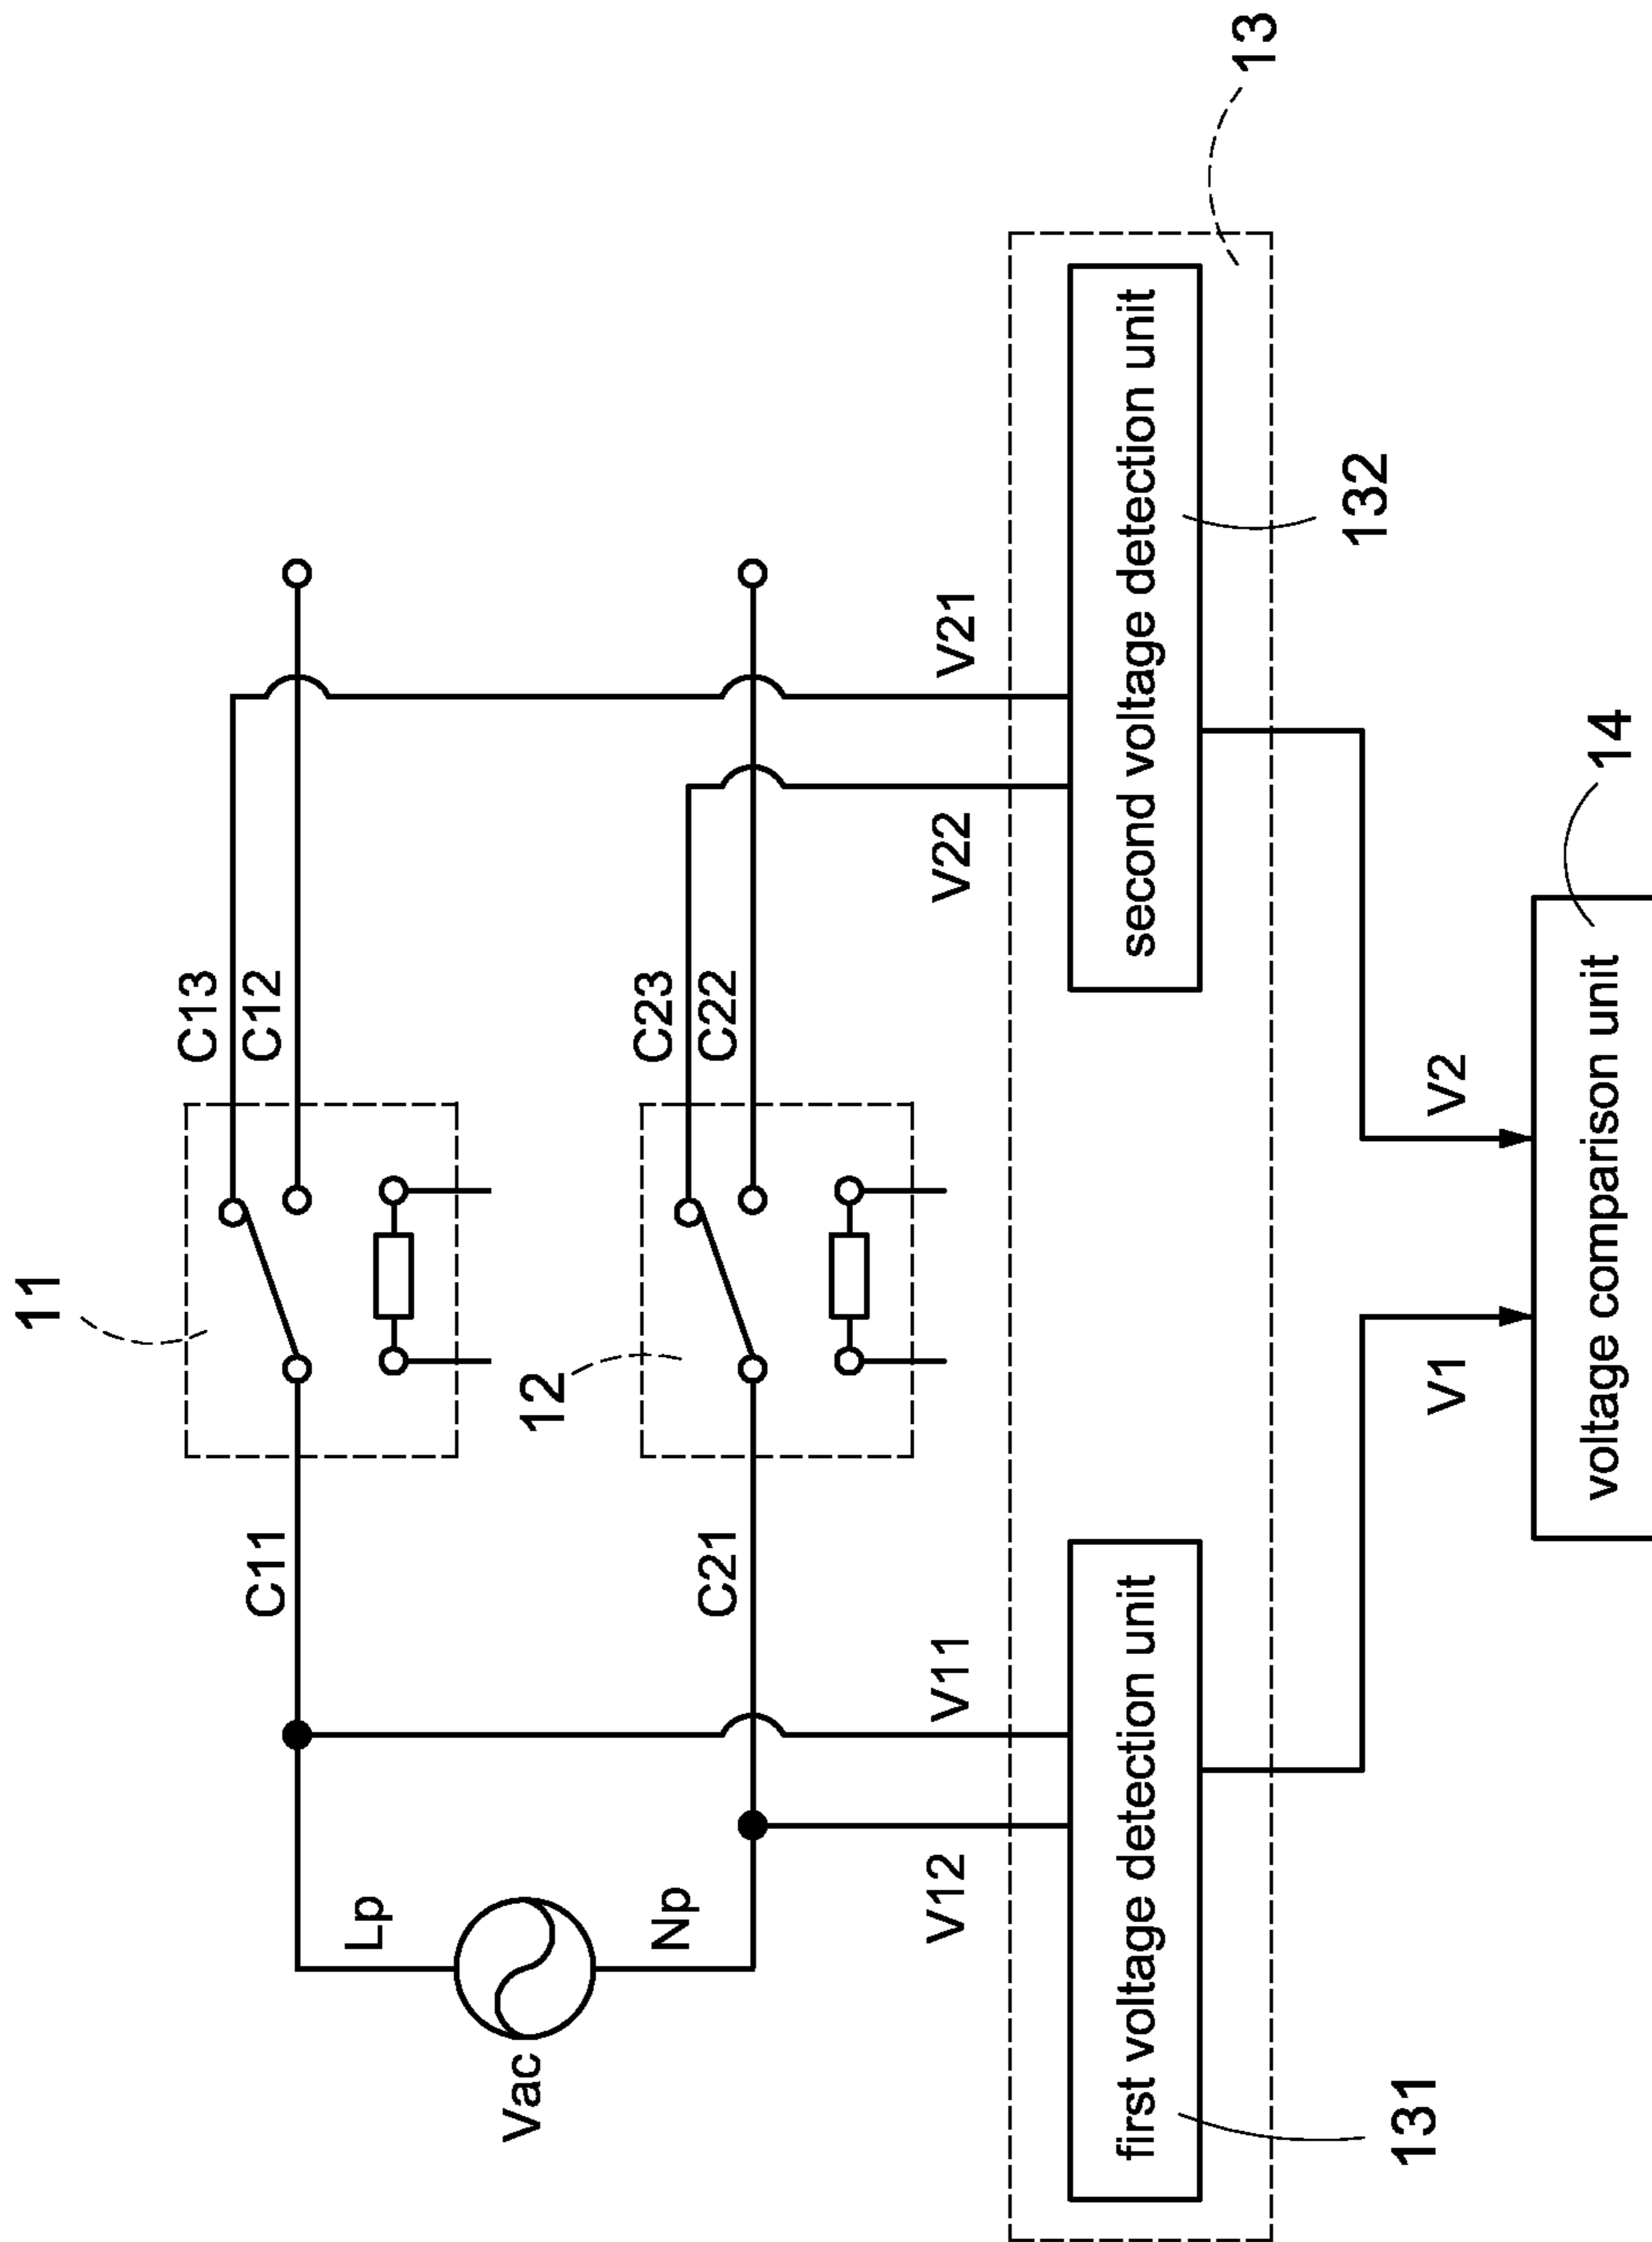 11
C13
C12
C11
Lp
Vac
12
C23
C22
C21
Np
V11
V12
V21
V22
13
first voltage detection unit
second voltage detection unit
131
132
V1
V2
14
voltage comparison unit